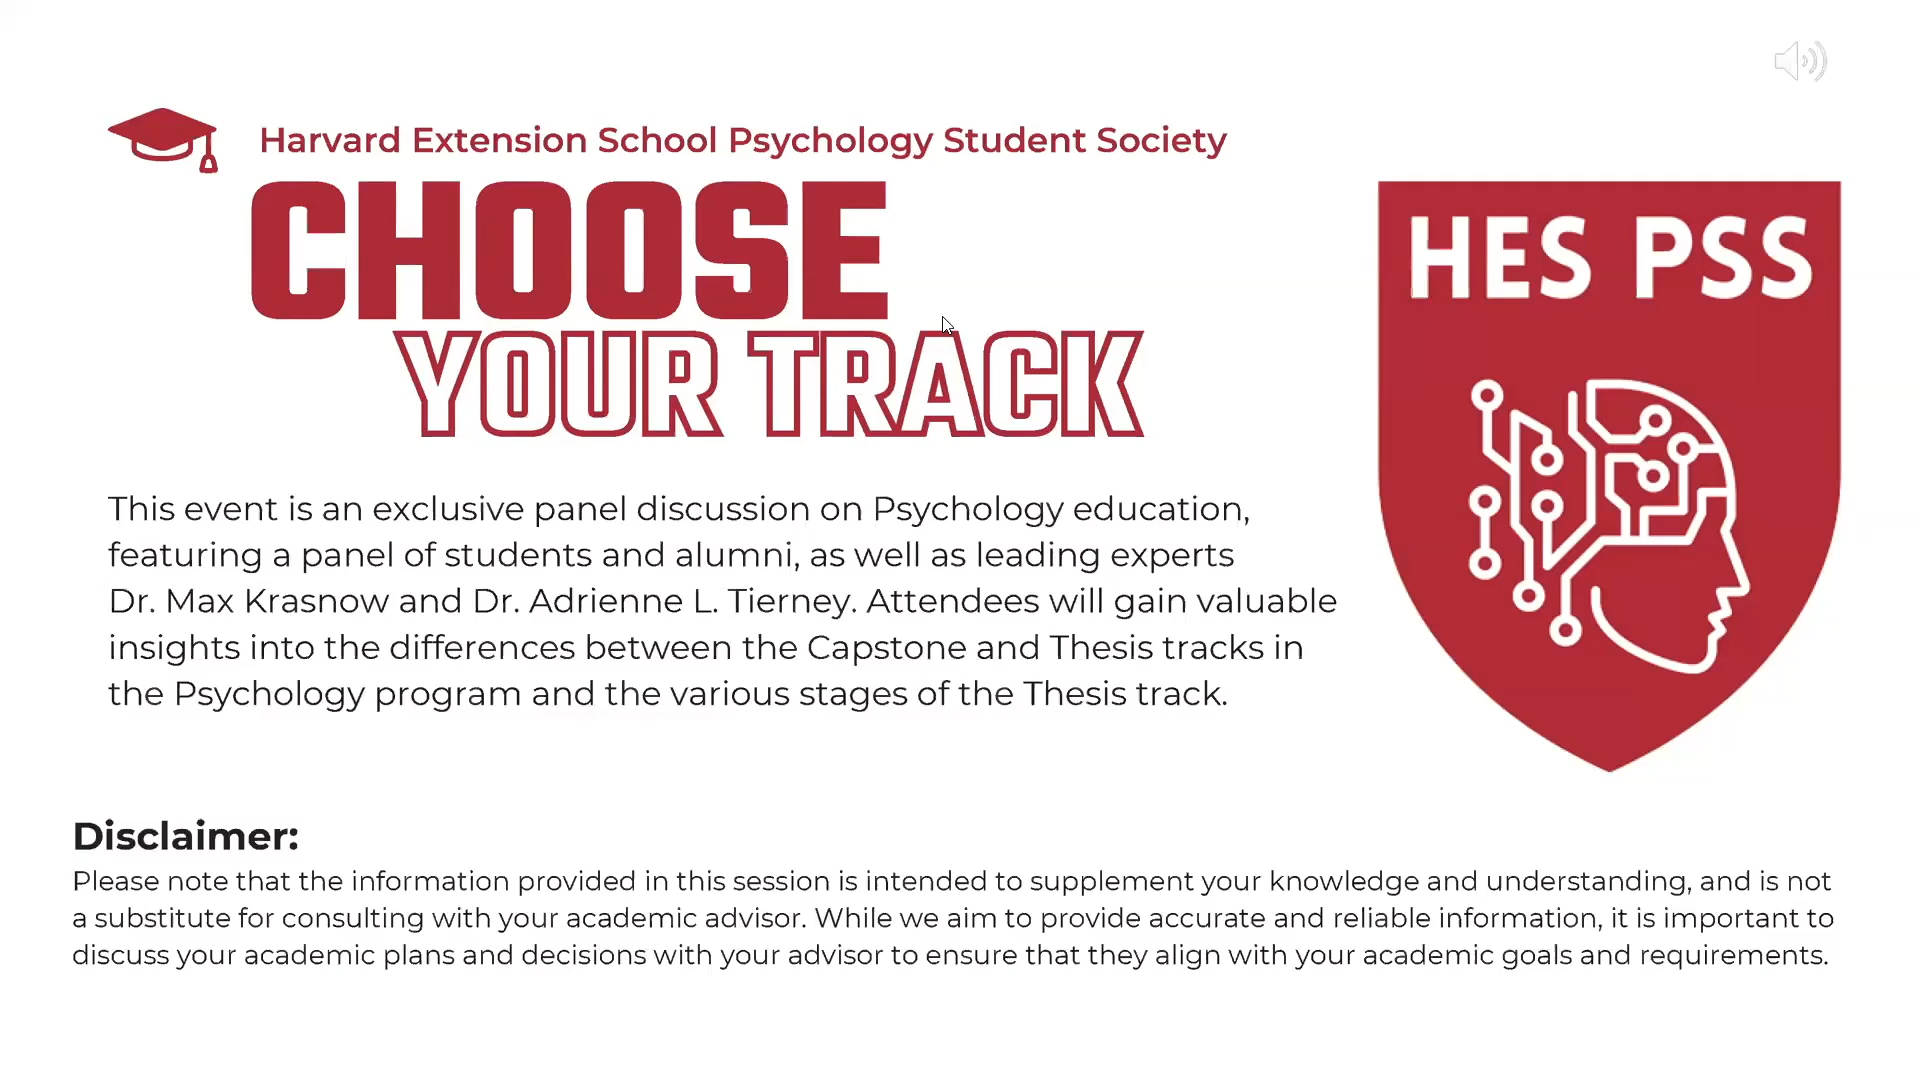 Harvard Extension School Psychology Student Society
CHOOSE
YOUR TRACK
HES PSS
This event is an exclusive panel discussion on Psychology education,
featuring a panel of students and alumni, as well as leading experts
Dr. Max Krasnow and Dr. Adrienne L. Tierney. Attendees will gain valuable
insights into the differences between the Capstone and Thesis tracks in
the Psychology program and the various stages of the Thesis track.
Disclaimer:
Please note that the information provided in this session is intended to supplement your knowledge and understanding, and is not
a substitute for consulting with your academic advisor. While we aim to provide accurate and reliable information, it is important to
discuss your academic plans and decisions with your advisor to ensure that they align with your academic goals and requirements.